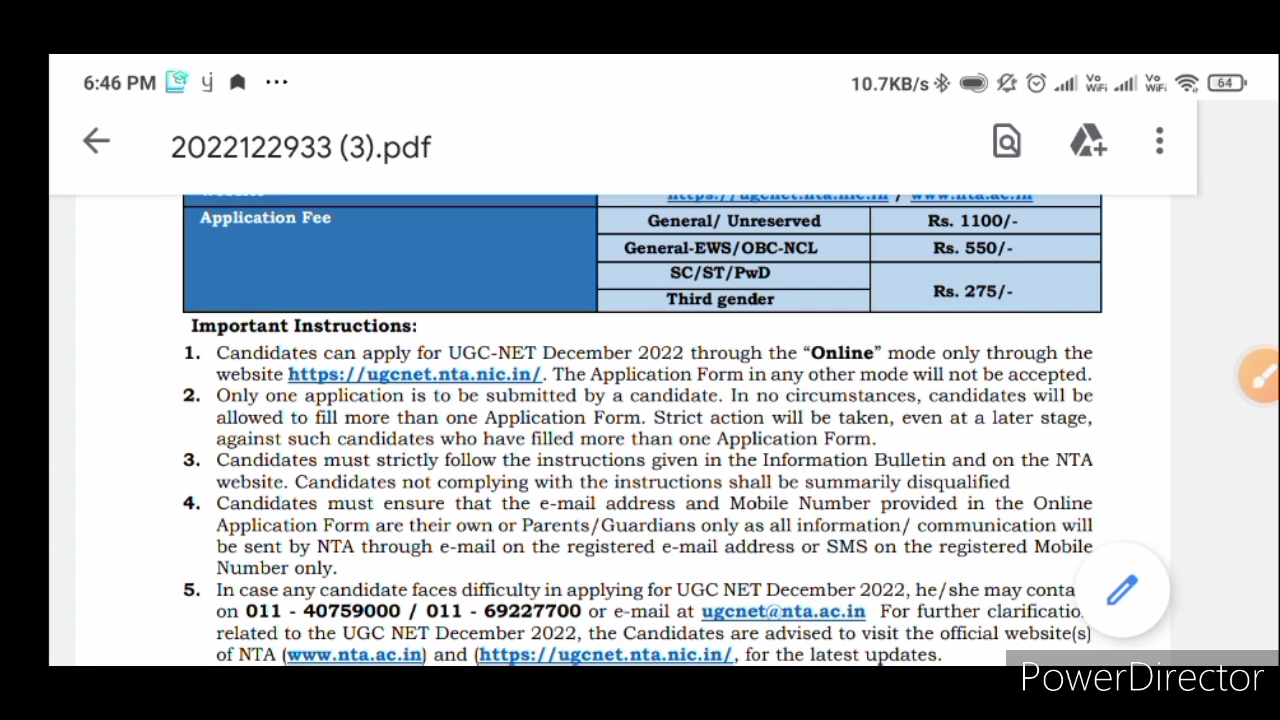 6:46 PM ... 10.7KB/s Vo WiFi Vo WiFi 64
2022122933 (3).pdf
https://ugcnet.nta.nic.in/ / www.nta.ac.in
Application Fee
General/ Unreserved Rs. 1100/-
General-EWS/OBC-NCL Rs. 550/-
SC/ST/PwD
Rs. 275/-
Third gender
Important Instructions:
1. Candidates can apply for UGC-NET December 2022 through the “Online” mode only through the
website https://ugcnet.nta.nic.in/. The Application Form in any other mode will not be accepted.
2. Only one application is to be submitted by a candidate. In no circumstances, candidates will be
allowed to fill more than one Application Form. Strict action will be taken, even at a later stage,
against such candidates who have filled more than one Application Form.
3. Candidates must strictly follow the instructions given in the Information Bulletin and on the NTA
website. Candidates not complying with the instructions shall be summarily disqualified
4. Candidates must ensure that the e-mail address and Mobile Number provided in the Online
Application Form are their own or Parents/Guardians only as all information/ communication will
be sent by NTA through e-mail on the registered e-mail address or SMS on the registered Mobile
Number only.
5. In case any candidate faces difficulty in applying for UGC NET December 2022, he/she may conta
on 011 - 40759000 / 011 - 69227700 or e-mail at ugcnet@nta.ac.in For further clarificatio
related to the UGC NET December 2022, the Candidates are advised to visit the official website(s)
of NTA (www.nta.ac.in) and (https://ugcnet.nta.nic.in/, for the latest updates.
PowerDirector